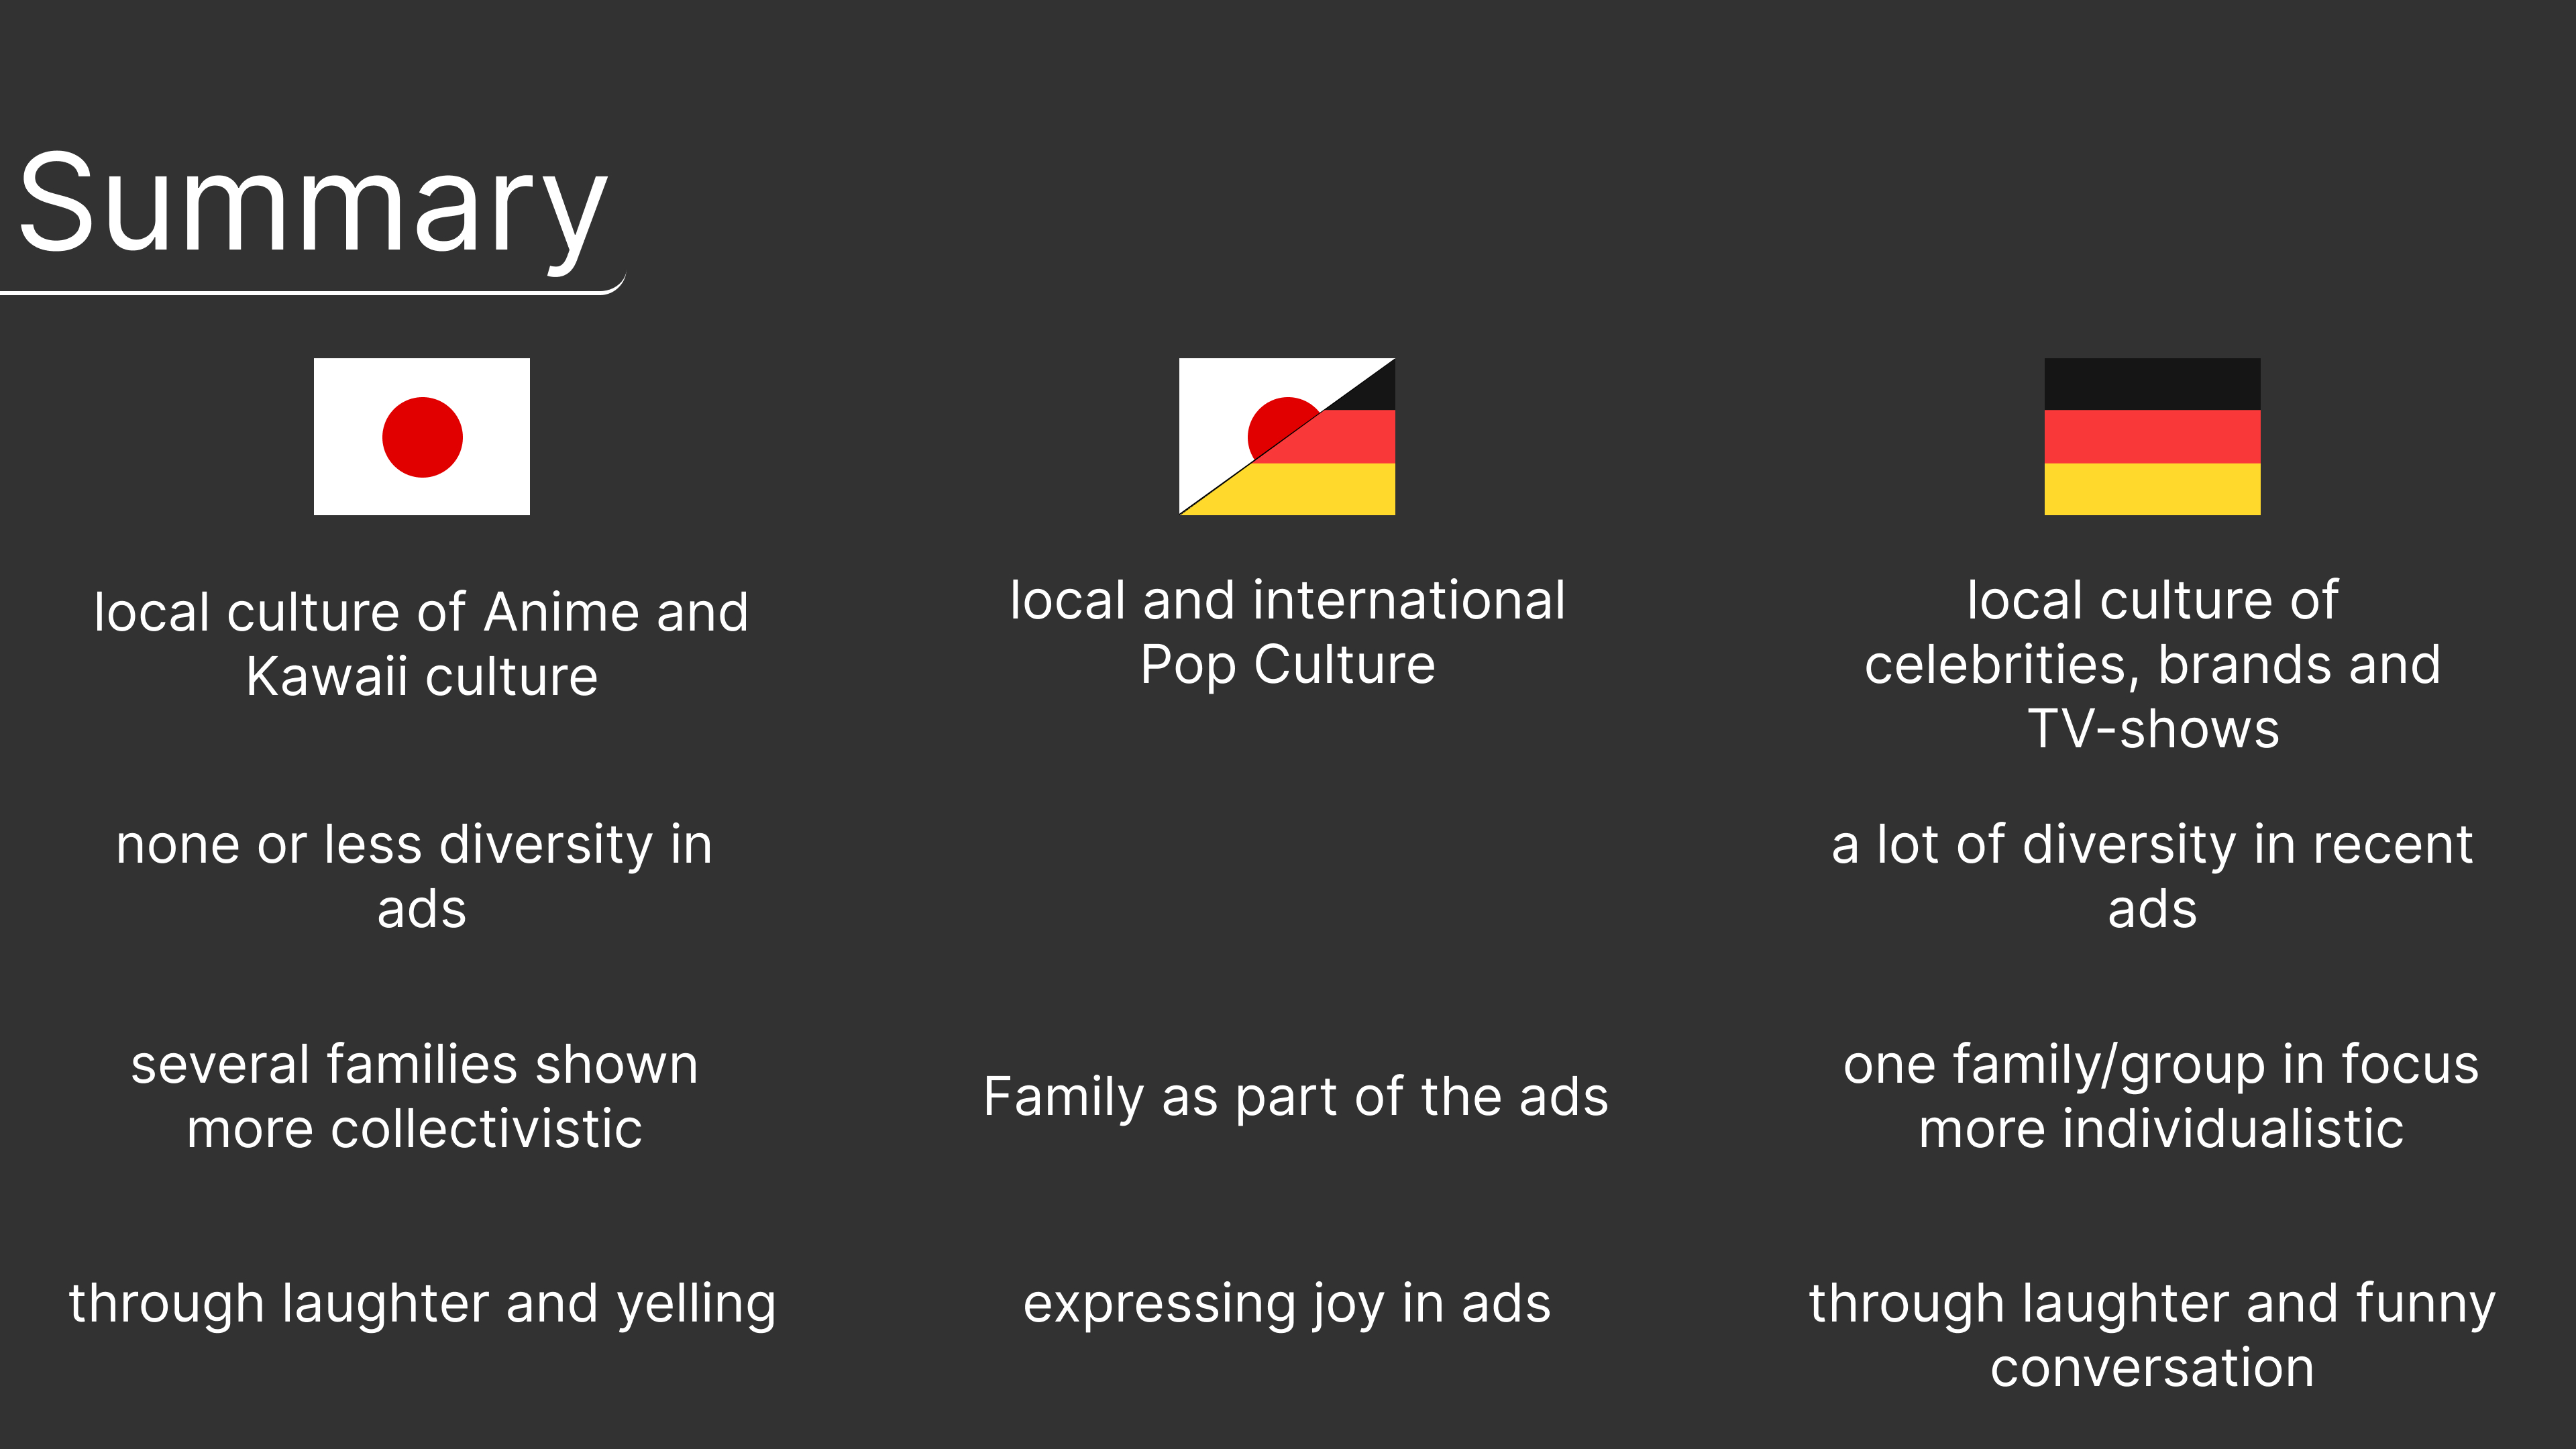 Summary
local culture of Anime and
Kawaii culture
local and international
Pop Culture
local culture of
celebrities, brands and
TV-shows
none or less diversity in
ads
a lot of diversity in recent
ads
several families shown
more collectivistic
Family as part of the ads
one family/group in focus
more individualistic
through laughter and yelling
expressing joy in ads
through laughter and funny
conversation